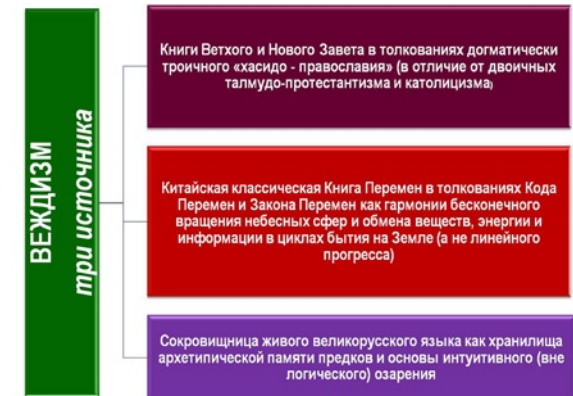 ВЕЖДИЗМ
три источника
Книги Ветхого и Нового Завета в толкованиях догматически
троичного «хасидо - православия» (в отличие от двоичных
талмудо-протестантизма и католицизма)
Китайская классическая Книга Перемен в толкованиях Кода
Перемен и Закона Перемен как гармонии бесконечного
вращения небесных сфер и обмена веществ, энергии и
информации в циклах бытия на Земле (а не линейного
прогресса)
Сокровищница живого великорусского языка как хранилища
архетипической памяти предков и основы интуитивного (вне
логического) озарения